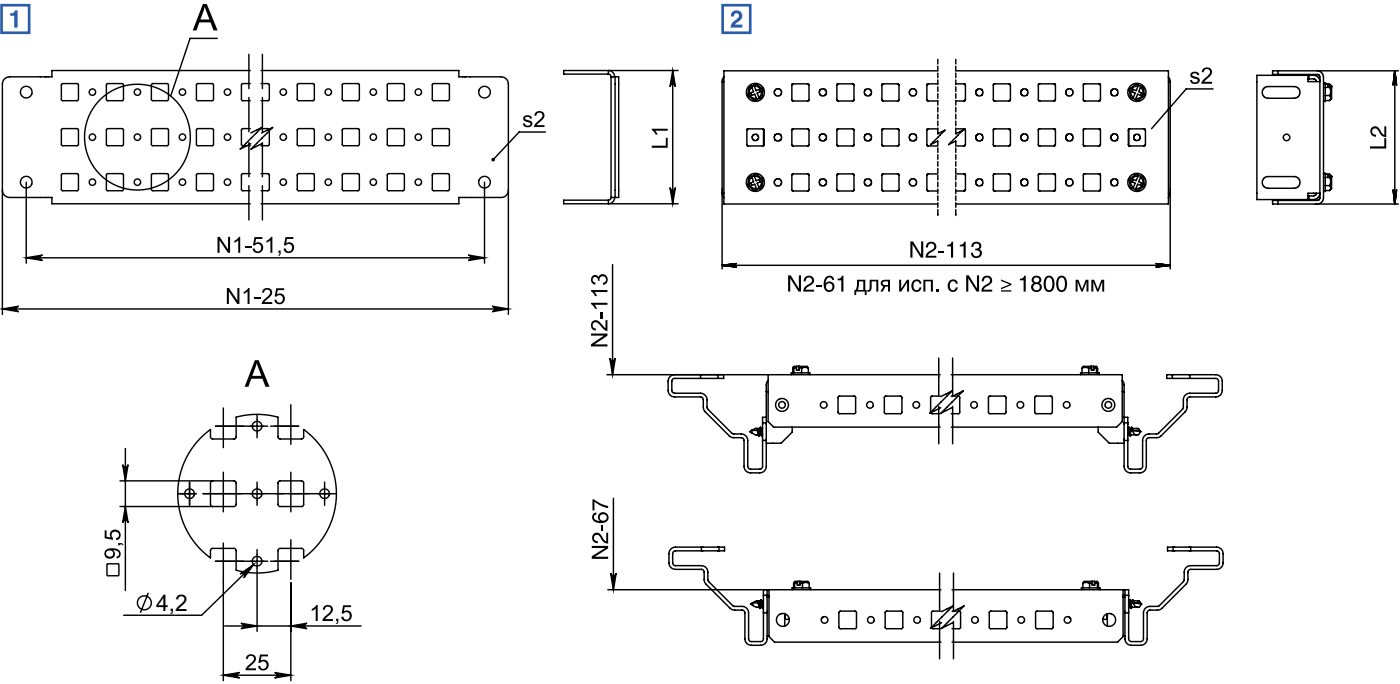 1
A
s2
L1
N1-51,5
N1-25
2
s2
L2
N2-113
N2-61 для исп. с N2 ≥ 1800 мм
A
□9,5
∅4,2
12,5
25
N2-113
N2-67